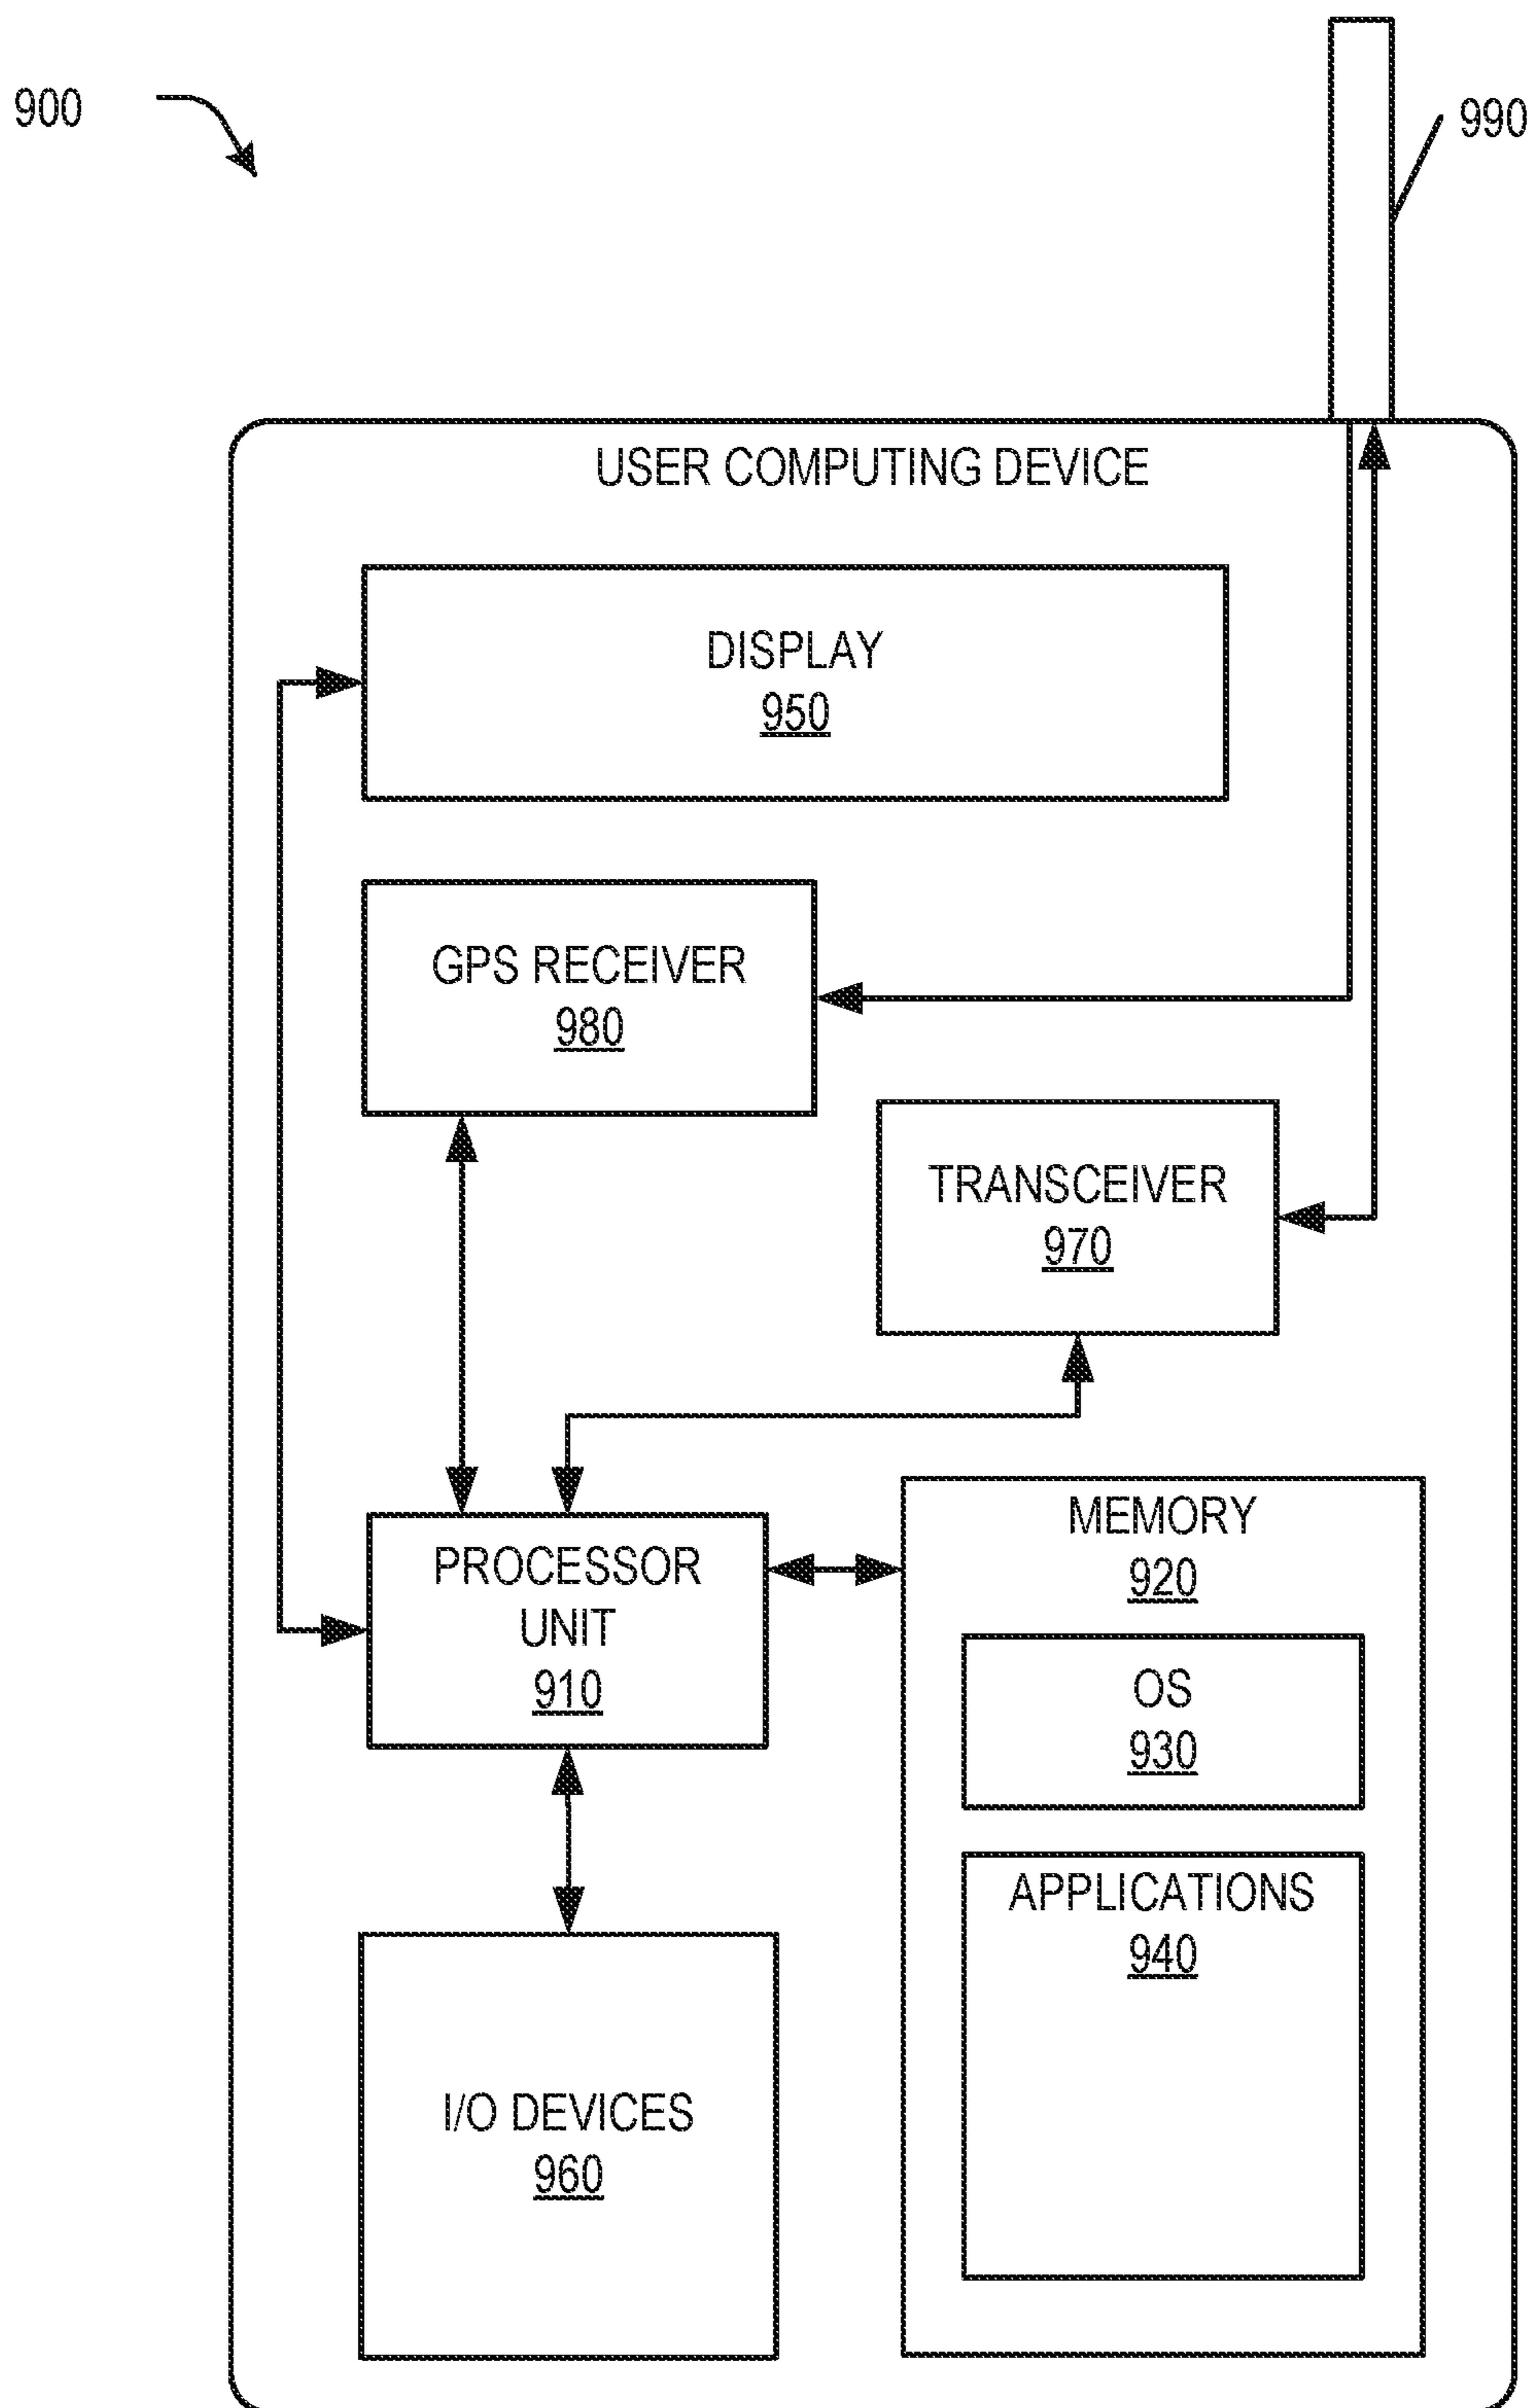 900
990
USER COMPUTING DEVICE
DISPLAY
950
GPS RECEIVER
980
TRANSCEIVER
970
PROCESSOR
UNIT
910
MEMORY
920
OS
930
APPLICATIONS
940
I/O DEVICES
960